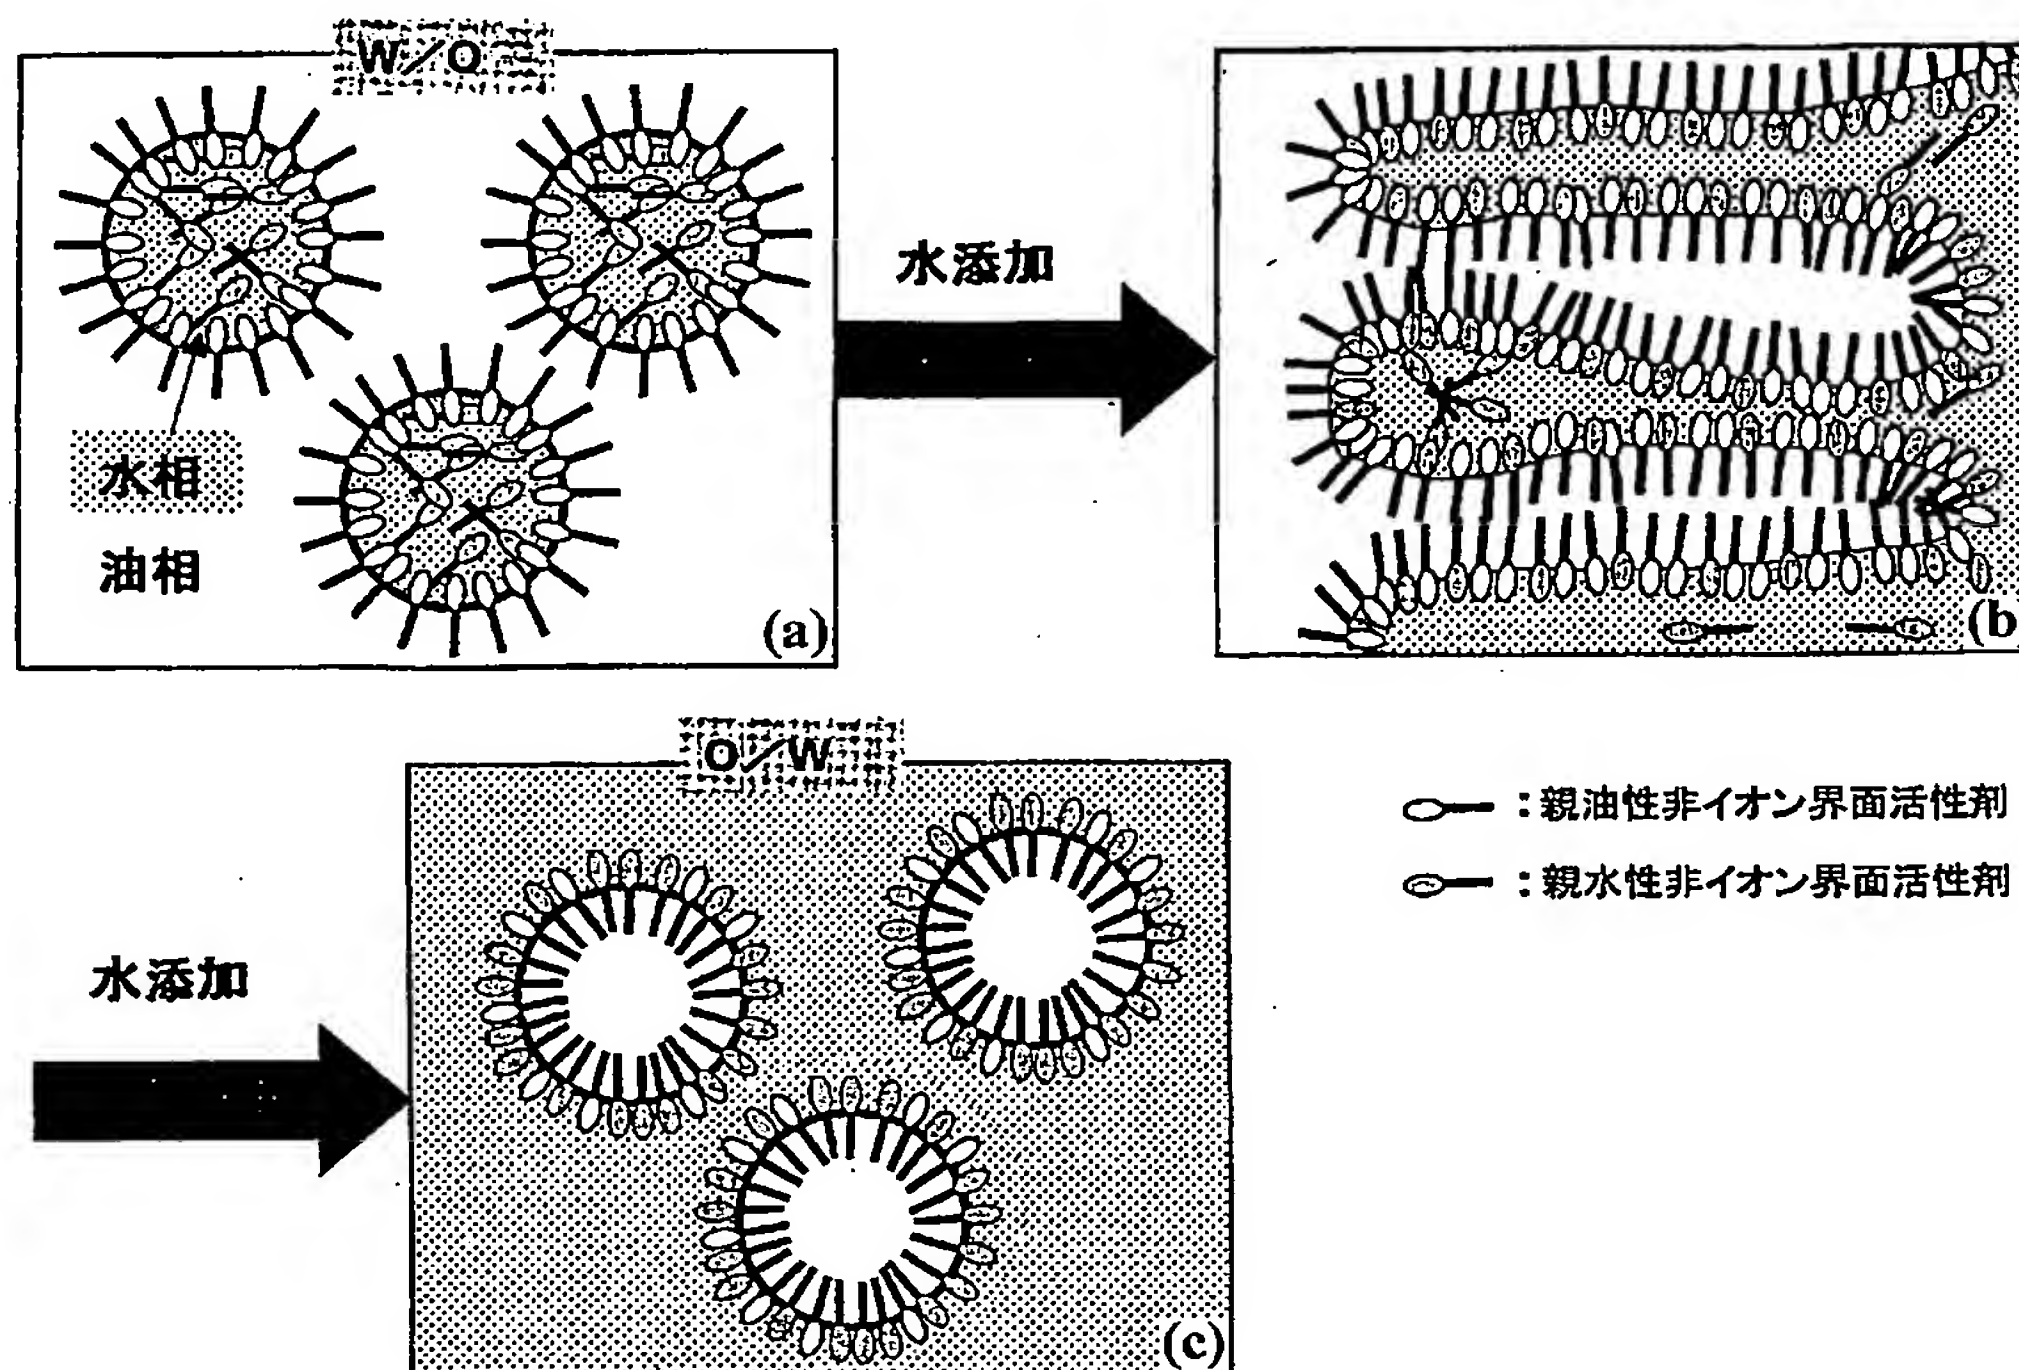 W/O
水添加
水相
油相
(a)
(b
O/W
:親油性非イオン界面活性剤
:親水性非イオン界面活性剤
水添加
(c)